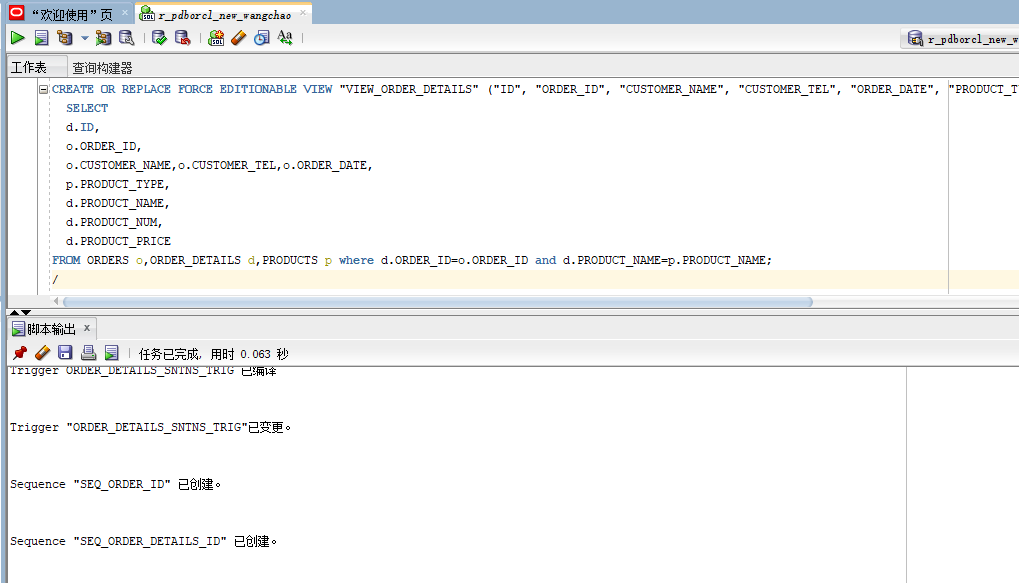 “欢迎使用”页
r_pdborcl_new_wangchao
r_pdborcl_new_w
工作表 查询构建器
CREATE OR REPLACE FORCE EDITIONABLE VIEW "VIEW_ORDER_DETAILS" ("ID", "ORDER_ID", "CUSTOMER_NAME", "CUSTOMER_TEL", "ORDER_DATE", "PRODUCT_T
SELECT
d.ID,
o.ORDER_ID,
o.CUSTOMER_NAME,o.CUSTOMER_TEL,o.ORDER_DATE,
p.PRODUCT_TYPE,
d.PRODUCT_NAME,
d.PRODUCT_NUM,
d.PRODUCT_PRICE
FROM ORDERS o,ORDER_DETAILS d,PRODUCTS p where d.ORDER_ID=o.ORDER_ID and d.PRODUCT_NAME=p.PRODUCT_NAME;
/
脚本输出 x
任务已完成, 用时 0.063 秒
Trigger ORDER_DETAILS_SNTNS_TRIG 已编译
Trigger "ORDER_DETAILS_SNTNS_TRIG"已变更。
Sequence "SEQ_ORDER_ID" 已创建。
Sequence "SEQ_ORDER_DETAILS_ID" 已创建。